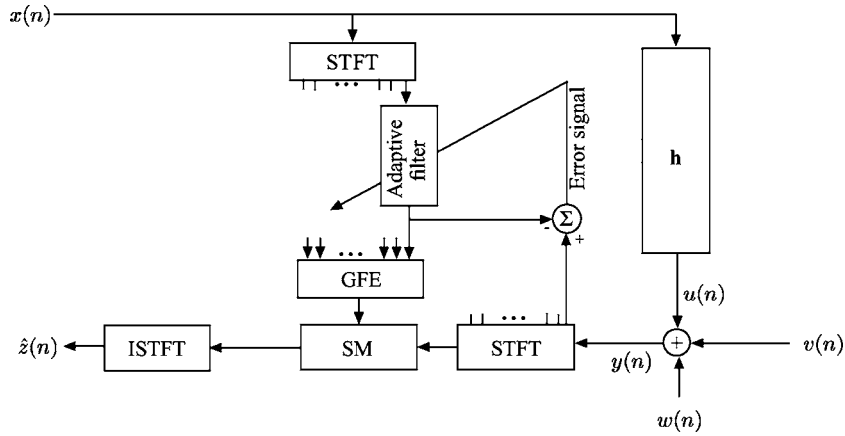 x(n)
STFT
...
Adaptive
filter
Error signal
h
Σ
-
+
...
GFE
u(n)
...
ẑ(n)
ISTFT
SM
STFT
+
y(n)
v(n)
w(n)